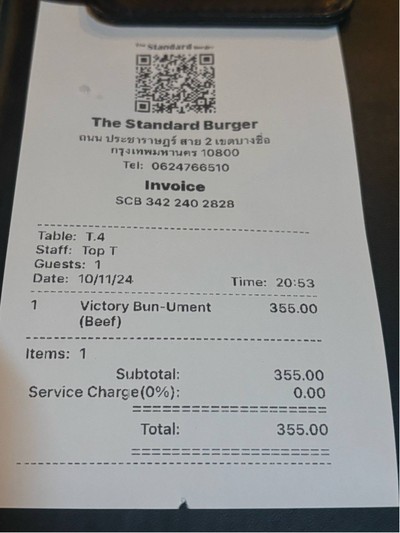 The Standard Burger
The Standard Burger
ถนน ประชาราษฎร์ สาย 2 เขตบางซื่อ
กรุงเทพมหานคร 10800
Tel: 0624766510
Invoice
SCB 342 240 2828
Table: T.4
Staff: Top T
Guests: 1
Date: 10/11/24 Time: 20:53
1 Victory Bun-Ument 355.00
(Beef)
Items: 1
Subtotal: 355.00
Service Charge(0%): 0.00
Total: 355.00